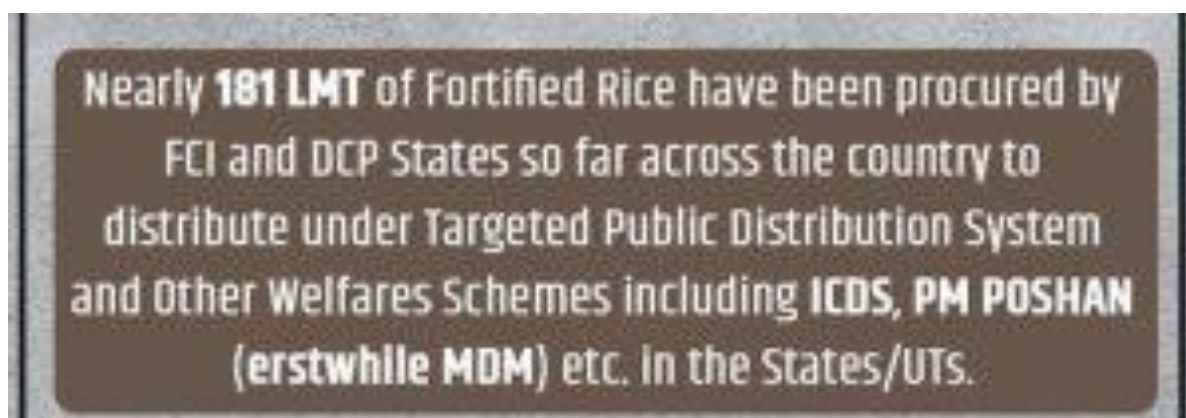 Nearly 181 LMT of Fortified Rice have been procured by
FCI and DCP States so far across the country to
distribute under Targeted Public Distribution System
and Other Welfares Schemes including ICDS, PM POSHAN
(erstwhile MDM) etc. in the States/UTs.